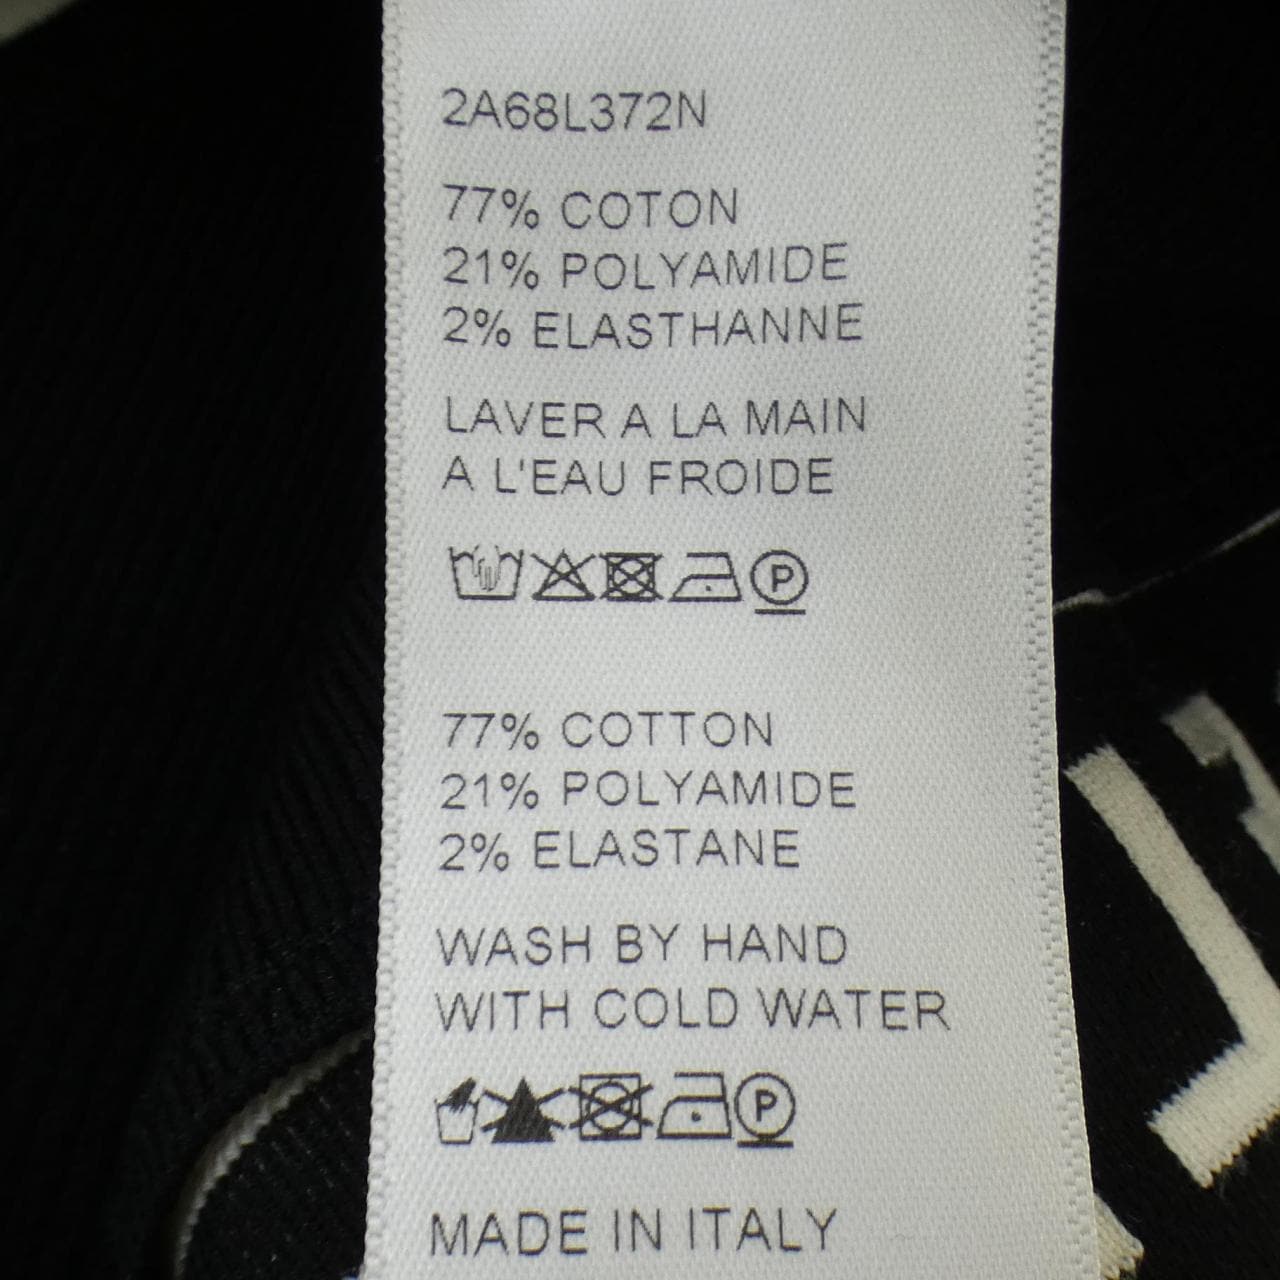 2A68L372N
77% COTON
21% POLYAMIDE
2% ELASTHANNE
LAVER A LA MAIN
A L'EAU FROIDE
P
77% COTTON
21% POLYAMIDE
2% ELASTANE
WASH BY HAND
WITH COLD WATER
P
MADE IN ITALY